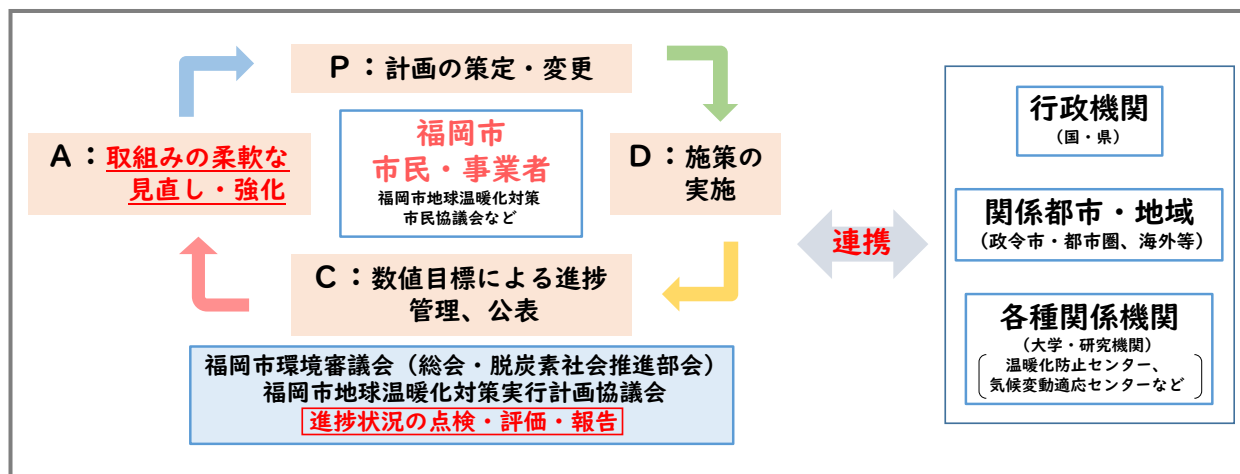 P：計画の策定・変更
A：取組みの柔軟な
見直し・強化
福岡市
市民・事業者
福岡市地球温暖化対策
市民協議会など
D：施策の
実施
C：数値目標による進捗
管理、公表
福岡市環境審議会（総会・脱炭素社会推進部会）
福岡市地球温暖化対策実行計画協議会
進捗状況の点検・評価・報告
連携
行政機関
（国・県）
関係都市・地域
（政令市・都市圏、海外等）
各種関係機関
（大学・研究機関）
温暖化防止センター、
気候変動適応センターなど